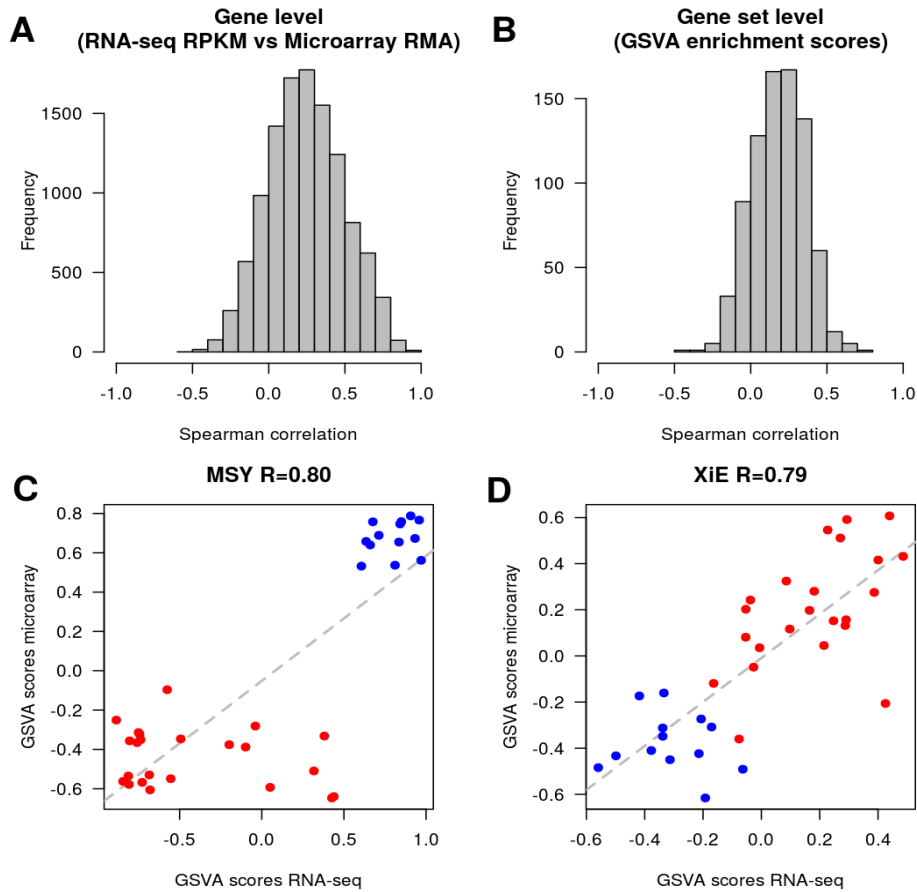 A
Gene level
(RNA-seq RPKM vs Microarray RMA)
Frequency
1500
1000
500
0
-1.0 -0.5 0.0 0.5 1.0
Spearman correlation
B
Gene set level
(GSVA enrichment scores)
Frequency
150
100
50
0
-1.0 -0.5 0.0 0.5 1.0
Spearman correlation
C
MSY R=0.80
GSVA scores microarray
0.8
0.6
0.4
0.2
0.0
-0.2
-0.4
-0.6
-0.5 0.0 0.5 1.0
GSVA scores RNA-seq
D
XiE R=0.79
GSVA scores microarray
0.6
0.4
0.2
0.0
-0.2
-0.4
-0.6
-0.6 -0.4 -0.2 0.0 0.2 0.4
GSVA scores RNA-seq